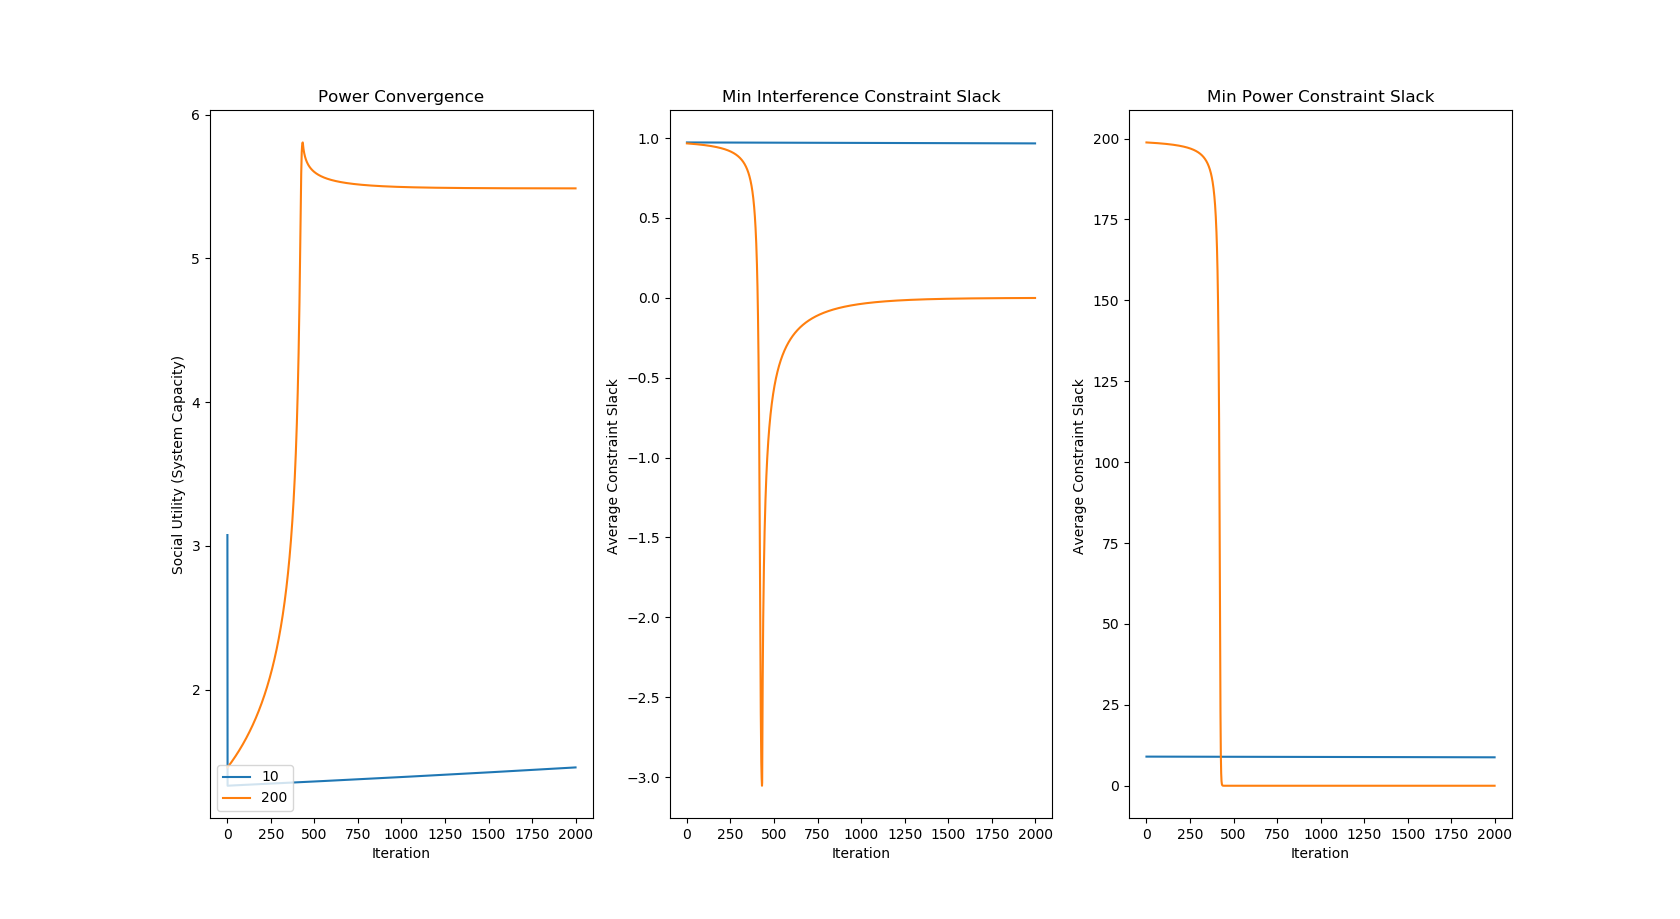 Power Convergence
Social Utility (System Capacity)
6
5
4
3
2
10
200
0 250 500 750 1000 1250 1500 1750 2000
Iteration
Min Interference Constraint Slack
Average Constraint Slack
1.0
0.5
0.0
−0.5
−1.0
−1.5
−2.0
−2.5
−3.0
0 250 500 750 1000 1250 1500 1750 2000
Iteration
Min Power Constraint Slack
Average Constraint Slack
200
175
150
125
100
75
50
25
0
0 250 500 750 1000 1250 1500 1750 2000
Iteration